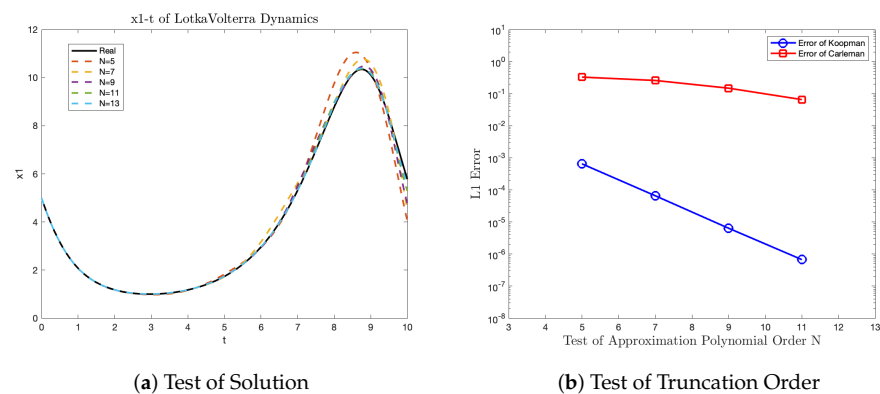 x1-t of LotkaVolterra Dynamics
12
10
8
6
4
2
0
x1
Real
N=5
N=7
N=9
N=11
N=13
0 1 2 3 4 5 6 7 8 9 10
t
(a) Test of Solution
10^1
10^0
10^-1
10^-2
10^-3
10^-4
10^-5
10^-6
10^-7
10^-8
L1 Error
Error of Koopman
Error of Carleman
3 4 5 6 7 8 9 10 11 12 13
Test of Approximation Polynomial Order N
(b) Test of Truncation Order